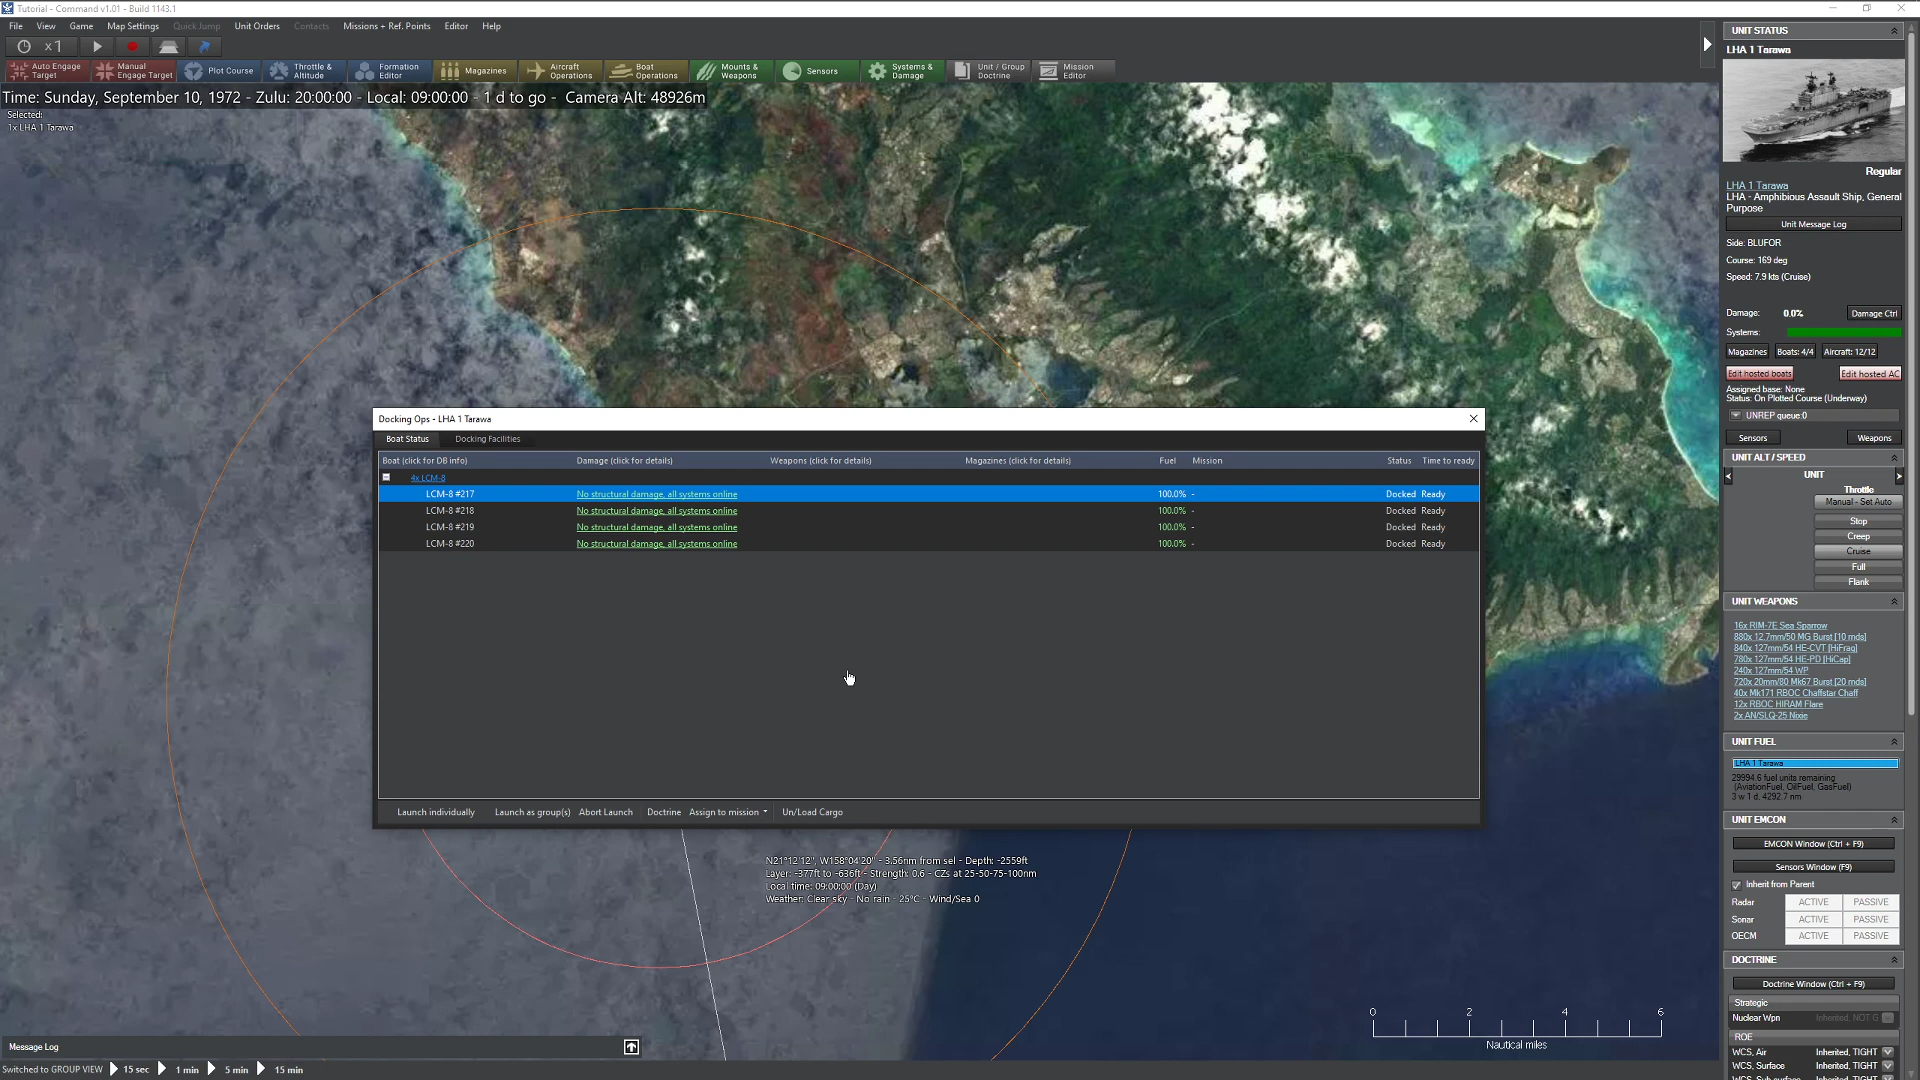 Tutorial - Command v1.01 - Build 1143.1
File View Game Map Settings Quick Jump Unit Orders Contacts Missions + Ref. Points Editor Help
x1
Auto Engage Target
Manual Engage Target
Plot Course
Throttle & Altitude
Formation Editor
Magazines
Aircraft Operations
Boat Operations
Mounts & Weapons
Sensors
Systems & Damage
Unit / Group Doctrine
Mission Editor
Time: Sunday, September 10, 1972 - Zulu: 20:00:00 - Local: 09:00:00 - 1 d to go - Camera Alt: 48926m
Selected:
1x LHA 1 Tarawa
Docking Ops - LHA 1 Tarawa
Boat Status Docking Facilities
Boat (click for DB info) Damage (click for details) Weapons (click for details) Magazines (click for details) Fuel Mission Status Time to ready
4x LCM-8
LCM-8 #217 No structural damage, all systems online 100.0% - Docked Ready
LCM-8 #218 No structural damage, all systems online 100.0% - Docked Ready
LCM-8 #219 No structural damage, all systems online 100.0% - Docked Ready
LCM-8 #220 No structural damage, all systems online 100.0% - Docked Ready
Launch individually Launch as group(s) Abort Launch Doctrine Assign to mission Un/Load Cargo
N21°12'12", W158°04'20" - 3.56nm from sel - Depth: -2559ft
Layer: -377ft to -636ft - Strength: 0.6 - CZs at 25-50-75-100nm
Local time: 09:00:00 (Day)
Weather: Clear sky - No rain - 25°C - Wind/Sea 0
0 2 4 6
Nautical miles
Message Log
Switched to GROUP VIEW 15 sec 1 min 5 min 15 min
UNIT STATUS
LHA 1 Tarawa
Regular
LHA 1 Tarawa
LHA - Amphibious Assault Ship, General
Purpose
Unit Message Log
Side: BLUFOR
Course: 169 deg
Speed: 7.9 kts (Cruise)
Damage: 0.0% Damage Ctrl
Systems:
Magazines Boats: 4/4 Aircraft: 12/12
Edit hosted boats Edit hosted AC
Assigned base: None
Status: On Plotted Course (Underway)
UNREP queue:0
Sensors Weapons
UNIT ALT / SPEED
< UNIT >
Throttle
Manual - Set Auto
Stop
Creep
Cruise
Full
Flank
UNIT WEAPONS
16x RIM-7E Sea Sparrow
880x 12.7mm/50 MG Burst [10 rnds]
840x 127mm/54 HE-CVT [HiFrag]
780x 127mm/54 HE-PD [HiCap]
240x 127mm/54 WP
720x 20mm/80 Mk67 Burst [20 rnds]
40x Mk171 RBOC Chaffstar Chaff
12x RBOC HIRAM Flare
2x AN/SLQ-25 Nixie
UNIT FUEL
LHA 1 Tarawa
29994.6 fuel units remaining
(AviationFuel, OilFuel, GasFuel)
3 w 1 d, 4292.7 nm
UNIT EMCON
EMCON Window (Ctrl + F9)
Sensors Window (F9)
Inherit from Parent
Radar ACTIVE PASSIVE
Sonar ACTIVE PASSIVE
OECM ACTIVE PASSIVE
DOCTRINE
Doctrine Window (Ctrl + F9)
Strategic
Nuclear Wpn Inherited, NOT G
ROE
WCS, Air Inherited, TIGHT
WCS, Surface Inherited, TIGHT
WCS, Sub surface Inherited, TIGHT